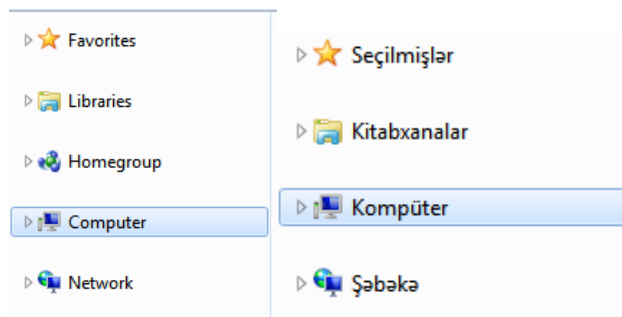 Favorites
Libraries
Homegroup
Computer
Network
Seçilmişlər
Kitabxanalar
Kompüter
Şəbəkə